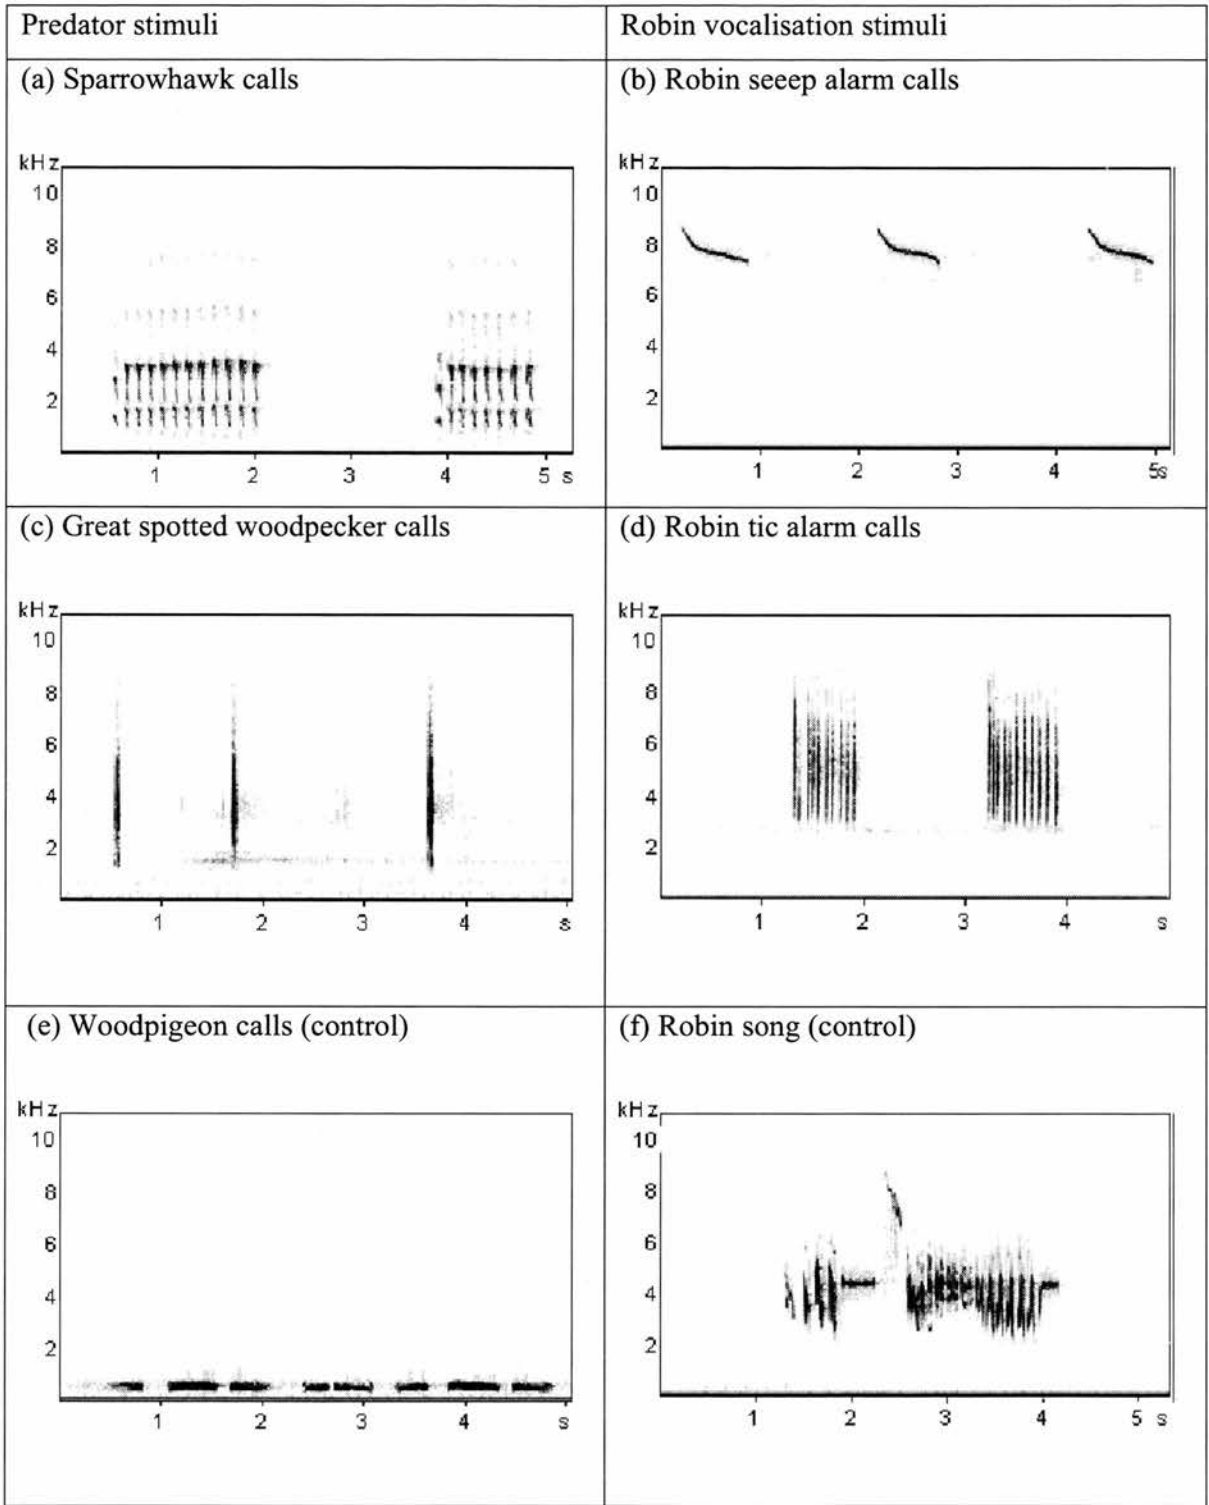 Predator stimuli
Robin vocalisation stimuli
(a) Sparrowhawk calls
kHz
10
8
6
4
2
1 2 3 4 5 s
(b) Robin seeep alarm calls
kHz
10
8
6
4
2
1 2 3 4 5s
(c) Great spotted woodpecker calls
kHz
10
8
6
4
2
1 2 3 4 s
(d) Robin tic alarm calls
kHz
10
8
6
4
2
1 2 3 4 s
(e) Woodpigeon calls (control)
kHz
10
8
6
4
2
1 2 3 4 s
(f) Robin song (control)
kHz
10
8
6
4
2
1 2 3 4 5 s